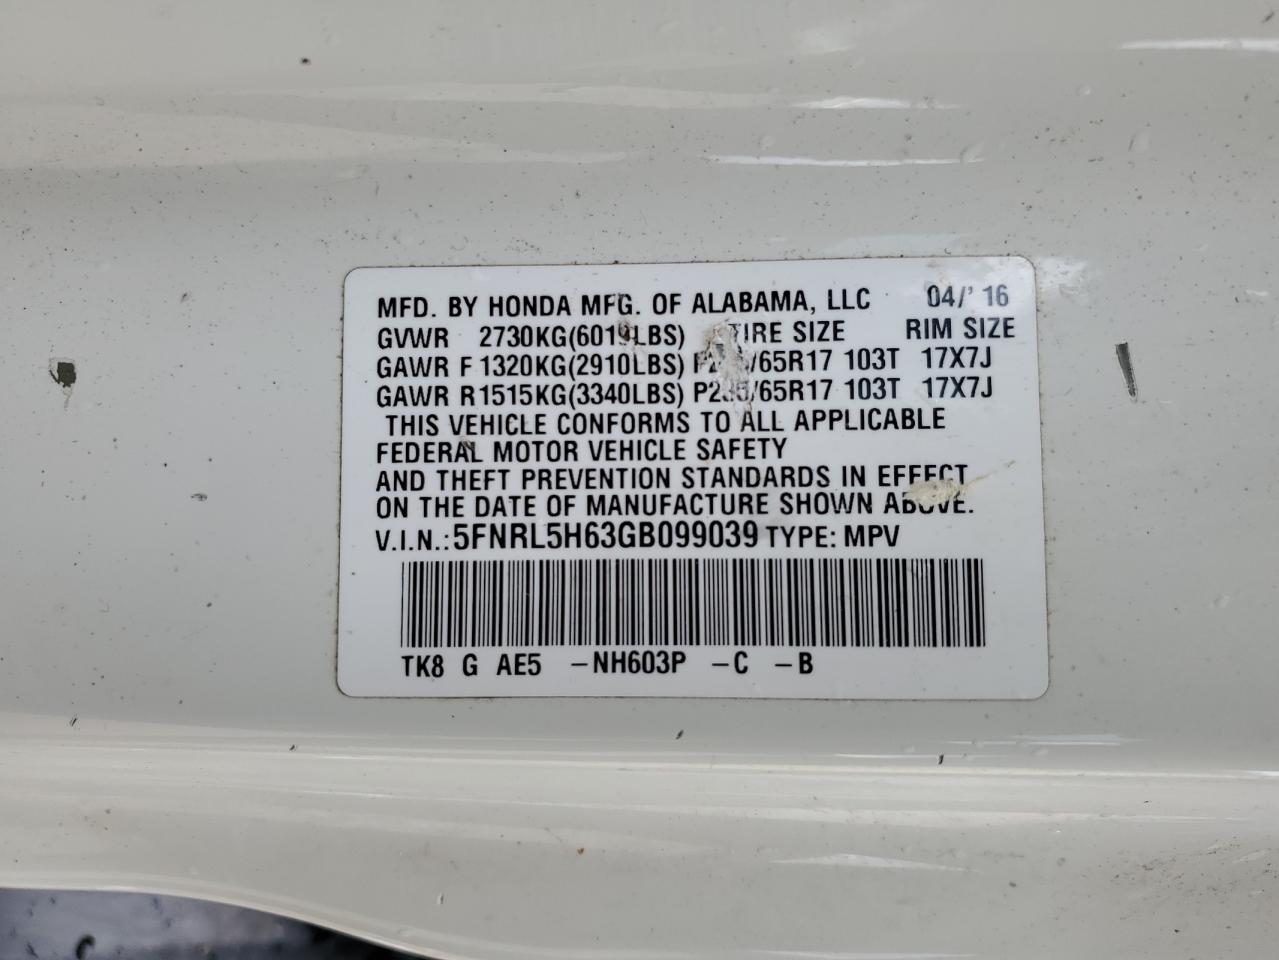 MFD. BY HONDA MFG. OF ALABAMA, LLC 04/' 16
GVWR 2730KG(6019LBS) TIRE SIZE RIM SIZE
GAWR F 1320KG(2910LBS) 103T 17X7J
GAWR R1515KG(3340LBS) P235/65R17 103T 17X7J
THIS VEHICLE CONFORMS TO ALL APPLICABLE
FEDERAL MOTOR VEHICLE SAFETY
AND THEFT PREVENTION STANDARDS IN EFFECT
ON THE DATE OF MANUFACTURE SHOWN ABOVE.
V.I.N.: 5FNRL5H63GB099039 TYPE: MPV
TK8 G AE5 -NH603P -C -B